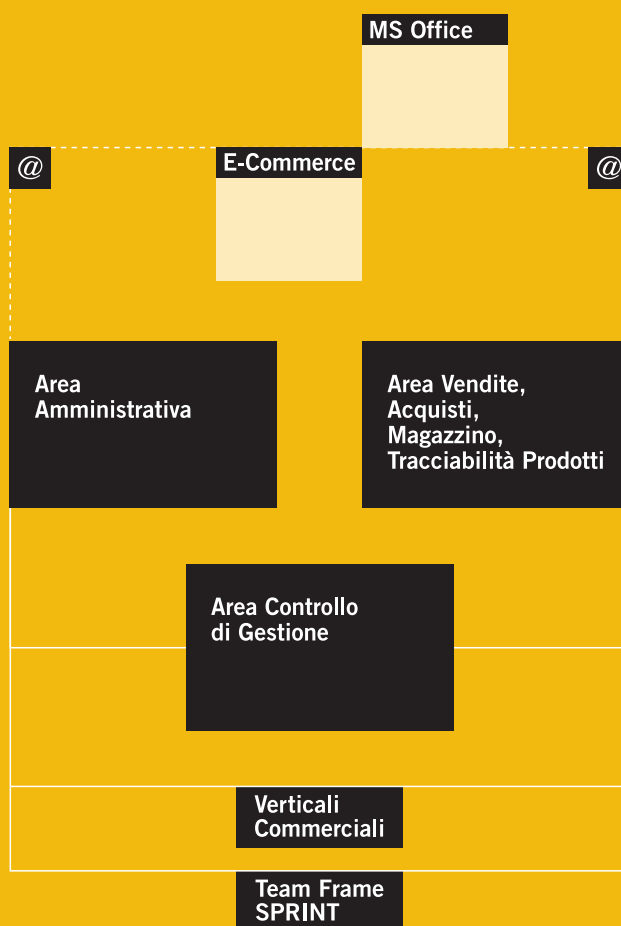 MS Office
@
E-Commerce
@
Area
Amministrativa
Area Vendite,
Acquisti,
Magazzino,
Tracciabilità Prodotti
Area Controllo
di Gestione
Verticali
Commerciali
Team Frame
SPRINT